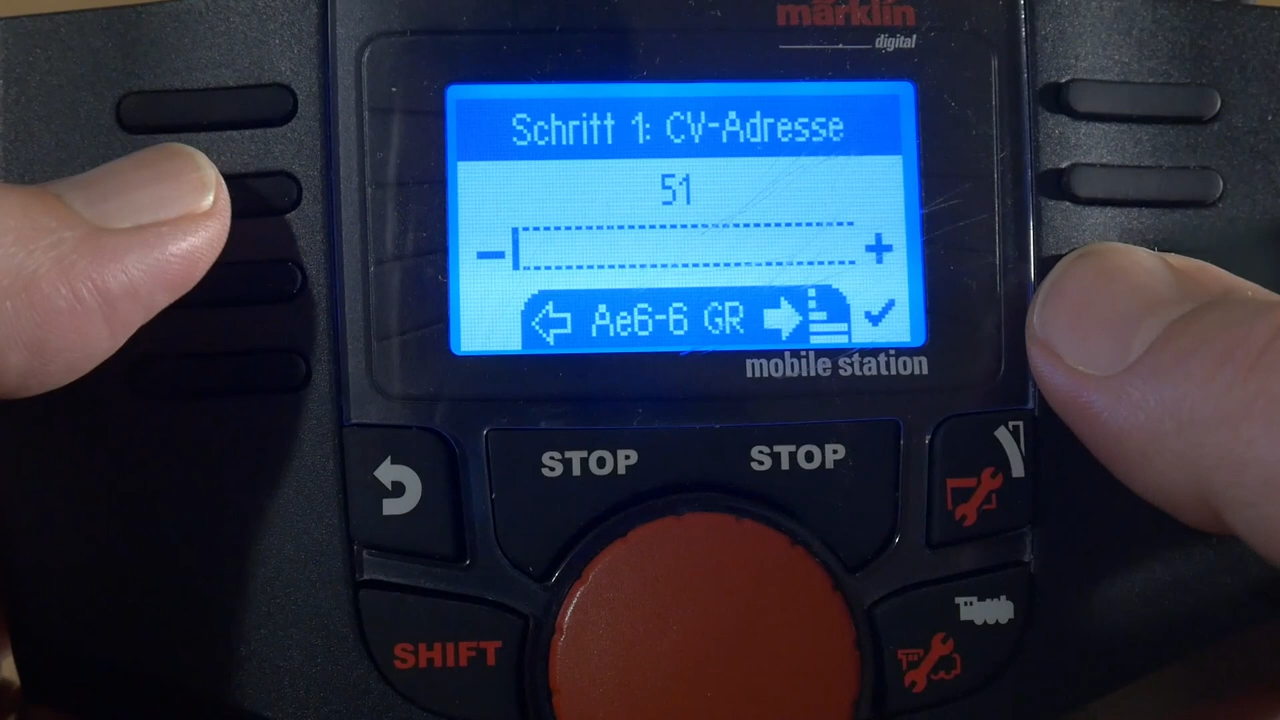 märklin
digital
Schritt 1: CV-Adresse
51
- +
Ae6-6 GR
mobile station
STOP STOP
SHIFT